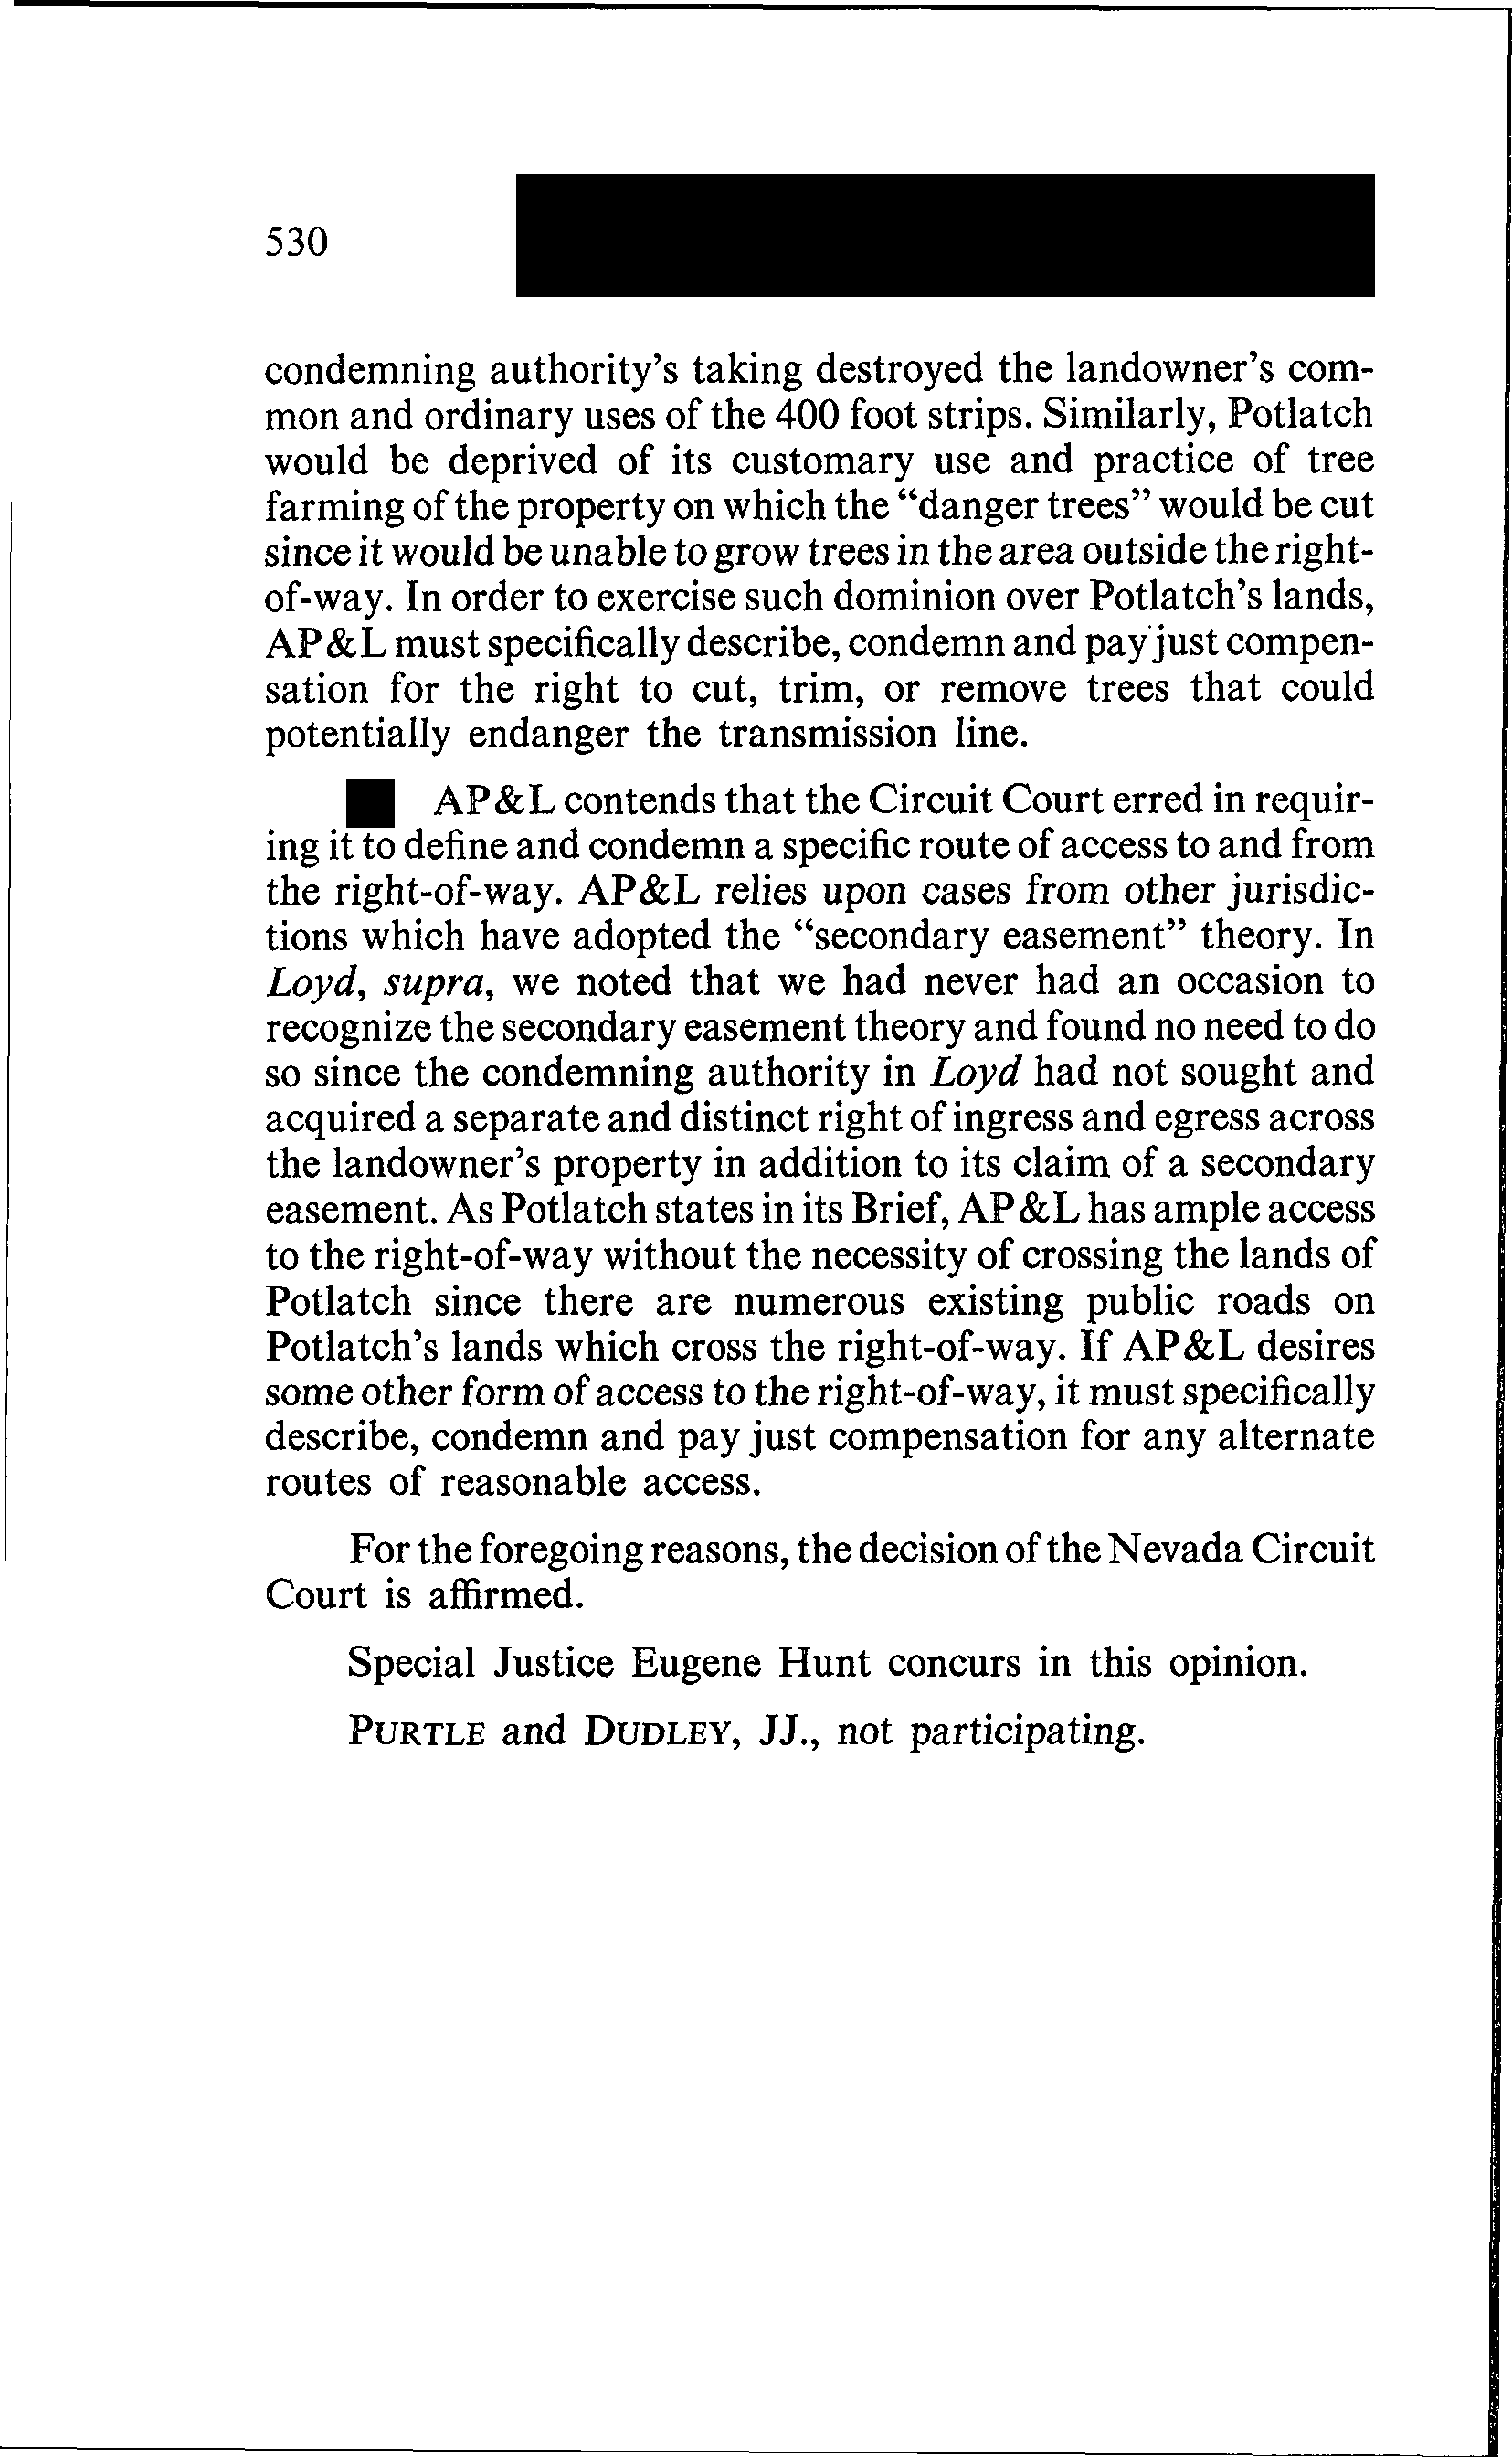 530
condemning authority's taking destroyed the landowner's com-
mon and ordinary uses of the 400 foot strips. Similarly, Potlatch
would be deprived of its customary use and practice of tree
farming of the property on which the “danger trees” would be cut
since it would be unable to grow trees in the area outside the right-
of-way. In order to exercise such dominion over Potlatch's lands,
AP&L must specifically describe, condemn and pay just compen-
sation for the right to cut, trim, or remove trees that could
potentially endanger the transmission line.
AP&L contends that the Circuit Court erred in requir-
ing it to define and condemn a specific route of access to and from
the right-of-way. AP&L relies upon cases from other jurisdic-
tions which have adopted the “secondary easement” theory. In
Loyd, supra, we noted that we had never had an occasion to
recognize the secondary easement theory and found no need to do
so since the condemning authority in Loyd had not sought and
acquired a separate and distinct right of ingress and egress across
the landowner's property in addition to its claim of a secondary
easement. As Potlatch states in its Brief, AP&L has ample access
to the right-of-way without the necessity of crossing the lands of
Potlatch since there are numerous existing public roads on
Potlatch's lands which cross the right-of-way. If AP&L desires
some other form of access to the right-of-way, it must specifically
describe, condemn and pay just compensation for any alternate
routes of reasonable access.
For the foregoing reasons, the decision of the Nevada Circuit
Court is affirmed.
Special Justice Eugene Hunt concurs in this opinion.
PURTLE and DUDLEY, JJ., not participating.